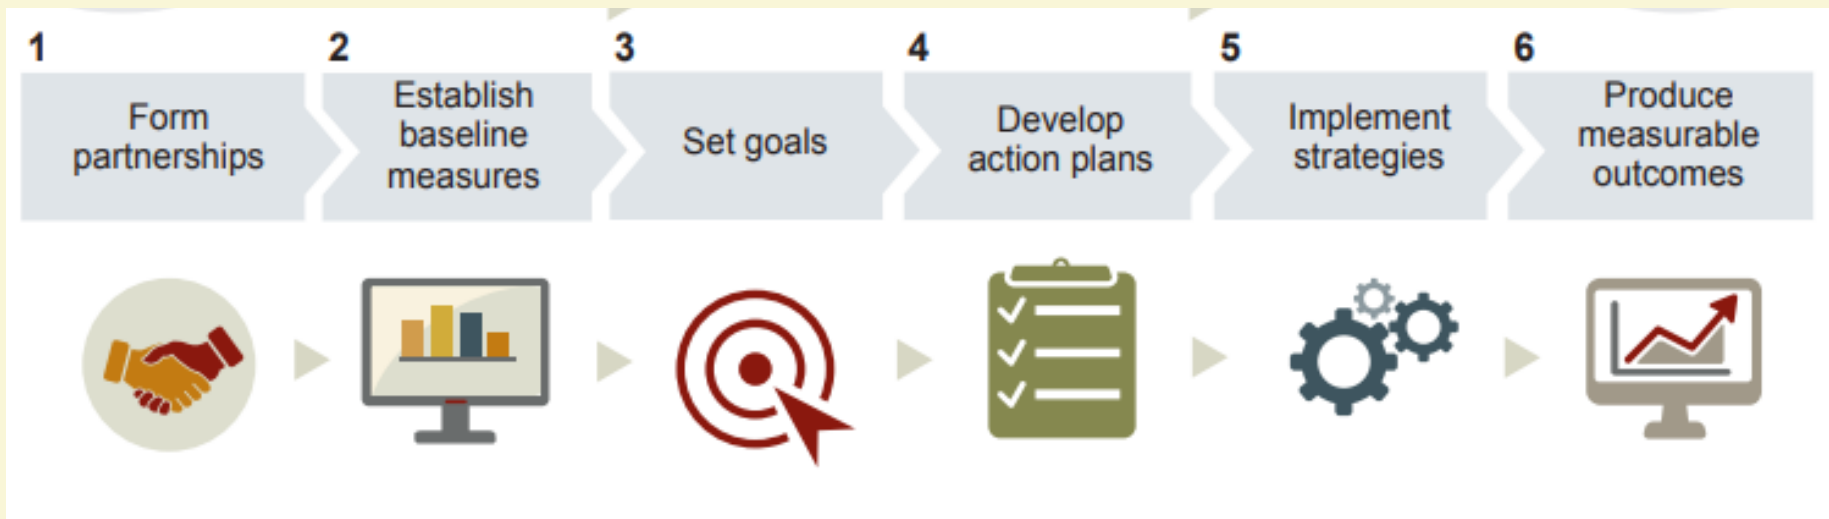 1
Form
partnerships
2
Establish
baseline
measures
3
Set goals
4
Develop
action plans
5
Implement
strategies
6
Produce
measurable
outcomes